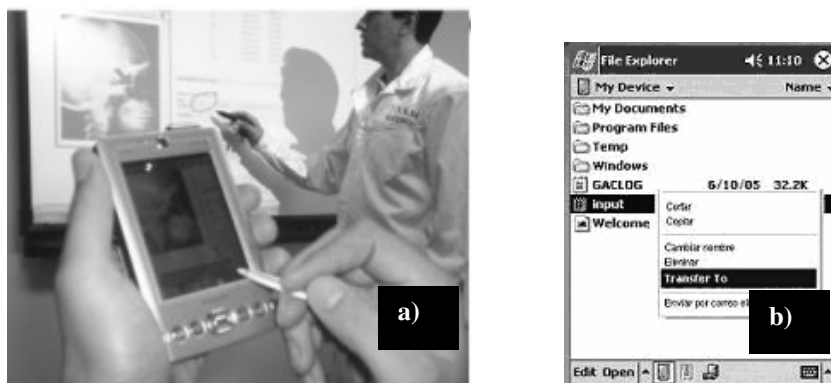 a)
File Explorer 11:10
My Device Name
My Documents
Program Files
Temp
Windows
GACLOG 6/10/05 32.2K
input
Welcome
Cortar
Copiar
Cambiar nombre
Eliminar
Transfer To
Enviar por correo
b)
Edit Open